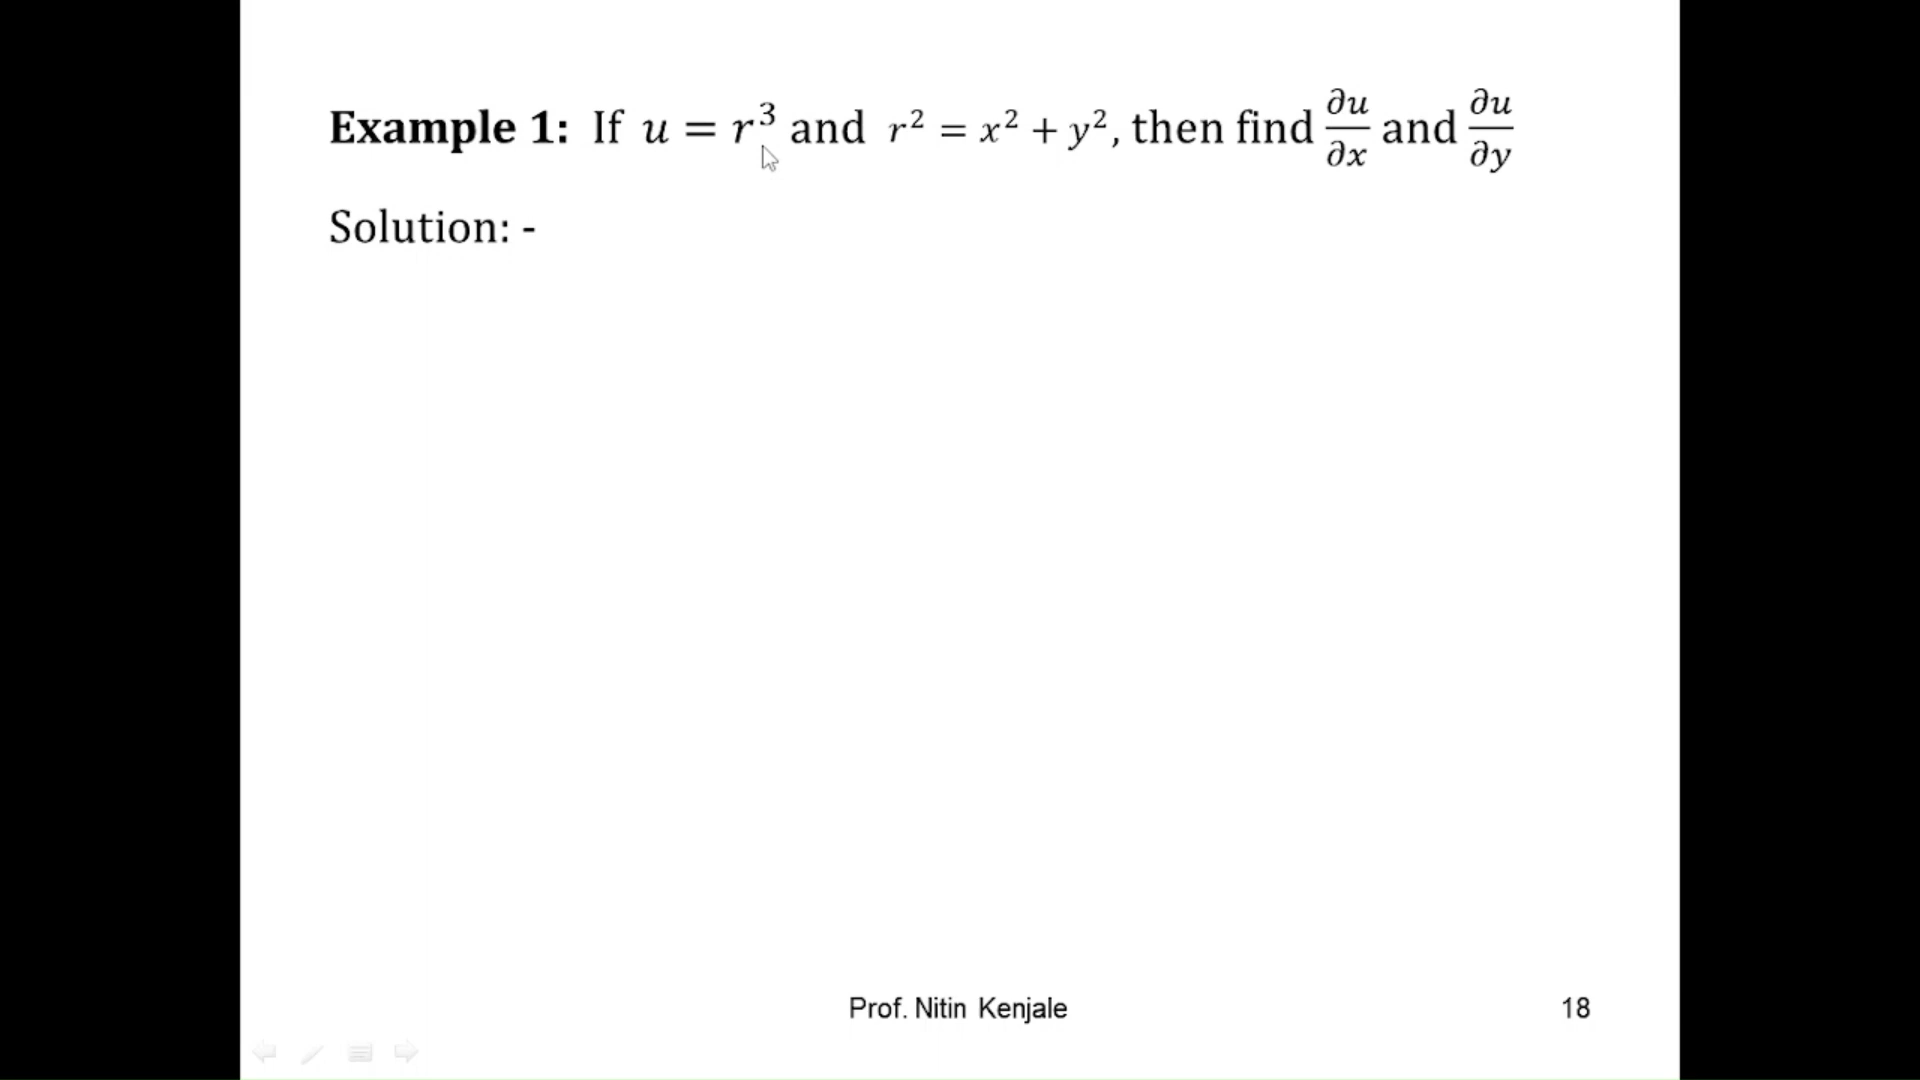 Example 1: If u = r³ and r² = x² + y², then find ∂u/∂x and ∂u/∂y
Solution: -
Prof. Nitin Kenjale
18